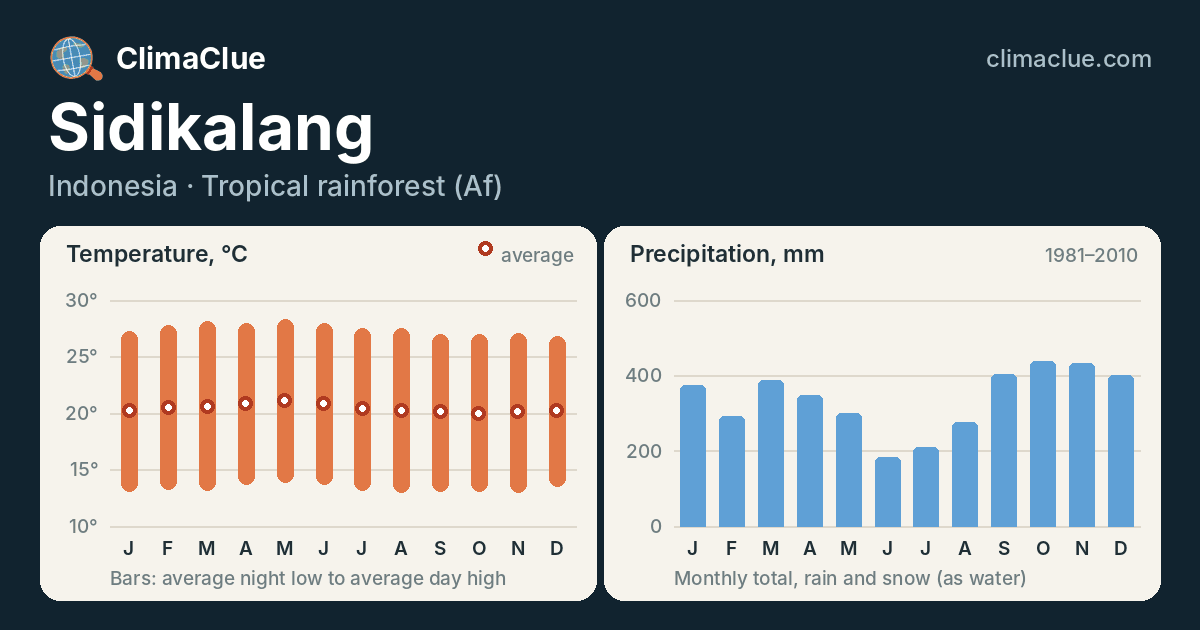 ClimaClue
climaclue.com
Sidikalang
Indonesia · Tropical rainforest (Af)
Temperature, °C
average
30°
25°
20°
15°
10°
J F M A M J J A S O N D
Bars: average night low to average day high
Precipitation, mm
1981–2010
600
400
200
0
J F M A M J J A S O N D
Monthly total, rain and snow (as water)